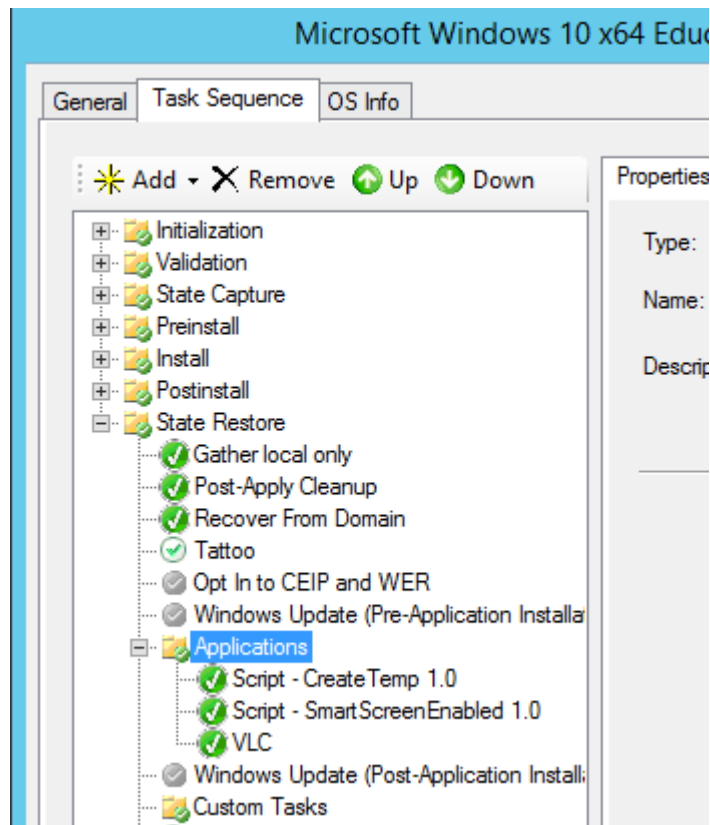 Microsoft Windows 10 x64 Educ
General Task Sequence OS Info
Add Remove Up Down
Properties
Initialization
Validation
State Capture
Preinstall
Install
Postinstall
State Restore
Gather local only
Post-Apply Cleanup
Recover From Domain
Tattoo
Opt In to CEIP and WER
Windows Update (Pre-Application Installat
Applications
Script - CreateTemp 1.0
Script - SmartScreenEnabled 1.0
VLC
Windows Update (Post-Application Install
Custom Tasks
Type:
Name:
Descrip